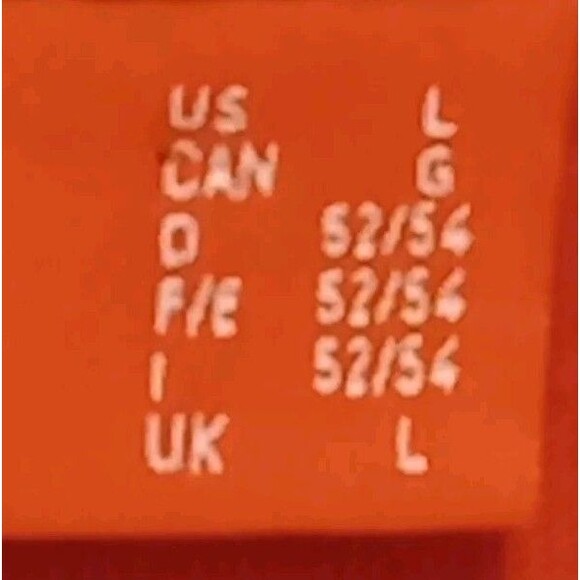 US L
CAN G
D 52/54
F/E 52/54
I 52/54
UK L